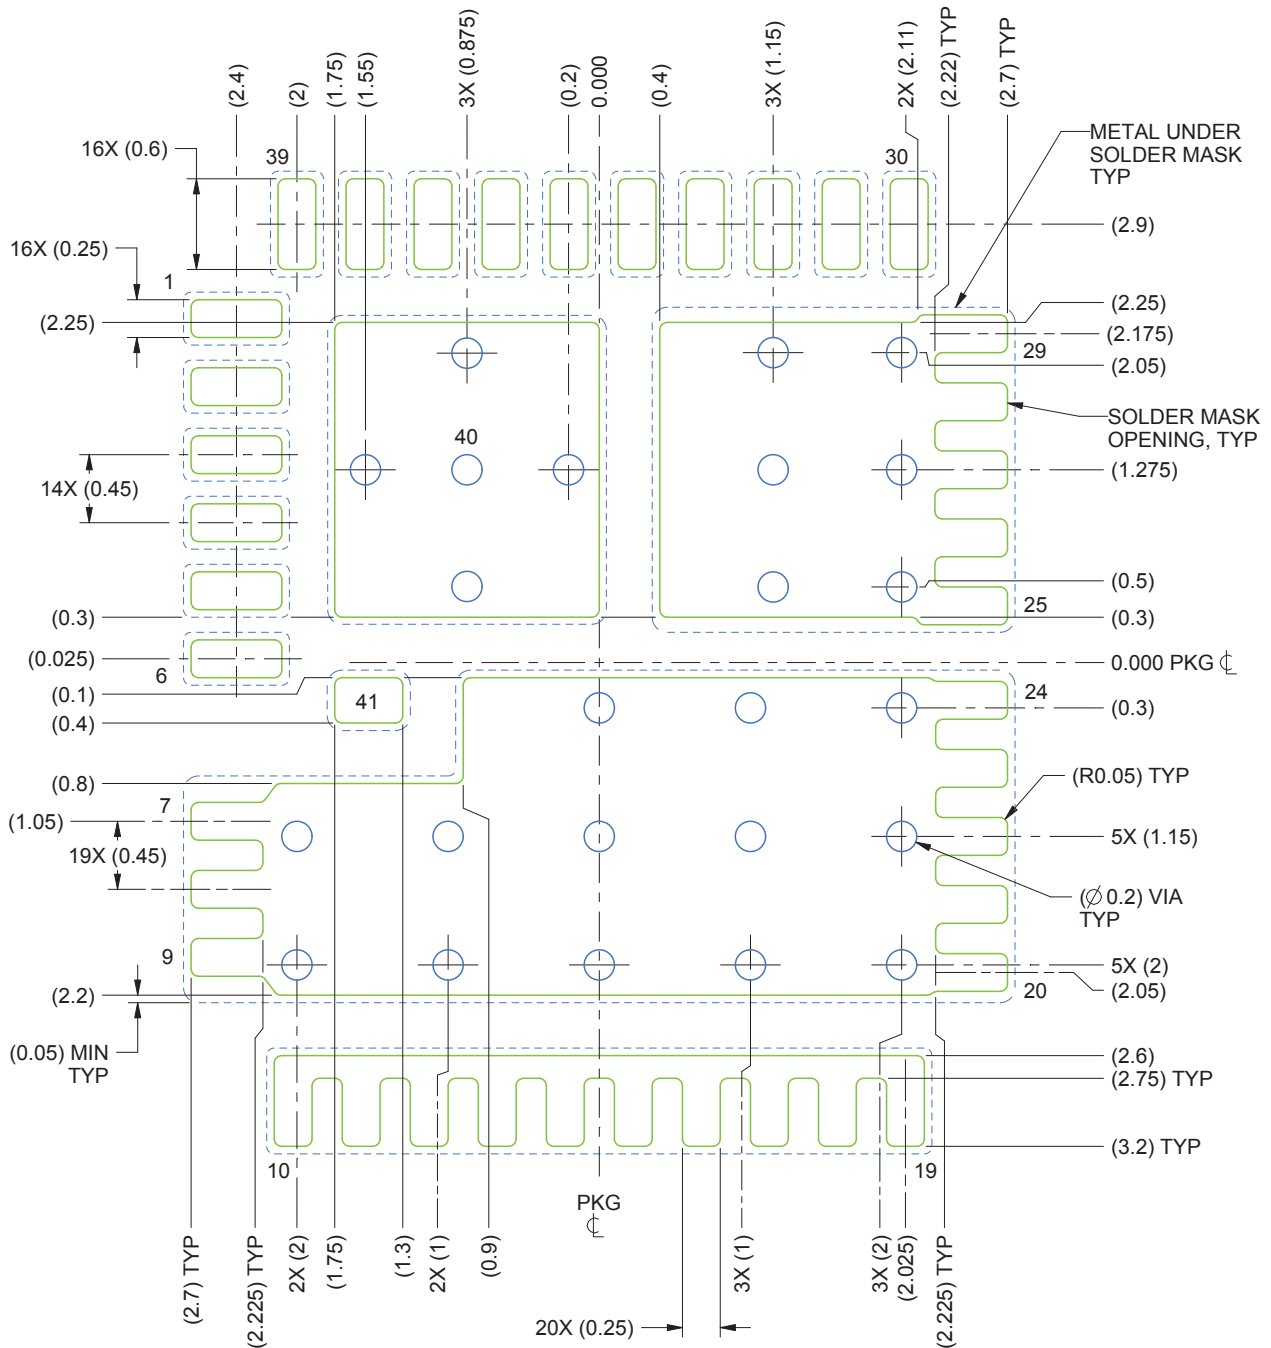 (2.4)
(2)
(1.75)
(1.55)
3X (0.875)
(0.2)
0.000
(0.4)
3X (1.15)
2X (2.11)
(2.22) TYP
(2.7) TYP
16X (0.6)
39
30
METAL UNDER
SOLDER MASK
TYP
(2.9)
16X (0.25)
1
(2.25)
(2.25)
(2.175)
29
(2.05)
SOLDER MASK
OPENING, TYP
40
(1.275)
14X (0.45)
(0.5)
(0.3)
25
(0.3)
(0.025)
6
0.000 PKG ℄
(0.1)
41
24
(0.4)
(0.3)
(0.8)
7
(R0.05) TYP
(1.05)
5X (1.15)
19X (0.45)
(∅ 0.2) VIA
TYP
9
5X (2)
(2.2)
20
(2.05)
(0.05) MIN
TYP
(2.6)
(2.75) TYP
(3.2) TYP
10
19
PKG
℄
(2.7) TYP
(2.225) TYP
2X (2)
(1.75)
(1.3)
2X (1)
(0.9)
3X (1)
3X (2)
(2.025)
(2.225) TYP
20X (0.25)